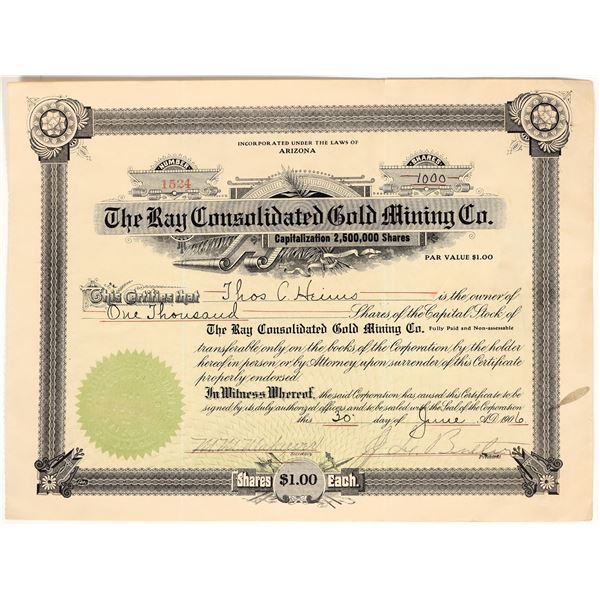 INCORPORATED UNDER THE LAWS OF
ARIZONA
NUMBER
1524
SHARES
1000
The Ray Consolidated Gold Mining Co.
Capitalization 2,500,000 Shares
PAR VALUE $1.00
This Certifies that Thos C. Heims is the owner of
One Thousand Shares of the Capital Stock of
The Ray Consolidated Gold Mining Co. Fully Paid and Non-assessable
transferable only on the books of the Corporation by the holder
hereof in person or by Attorney upon surrender of this Certificate
properly endorsed.
In Witness Whereof, the said Corporation has caused this Certificate to be
signed by its duly authorized officers and to be sealed with the Seal of the Corporation
this 30 day of June A.D. 1906
Secretary
President
Shares $1.00 Each.